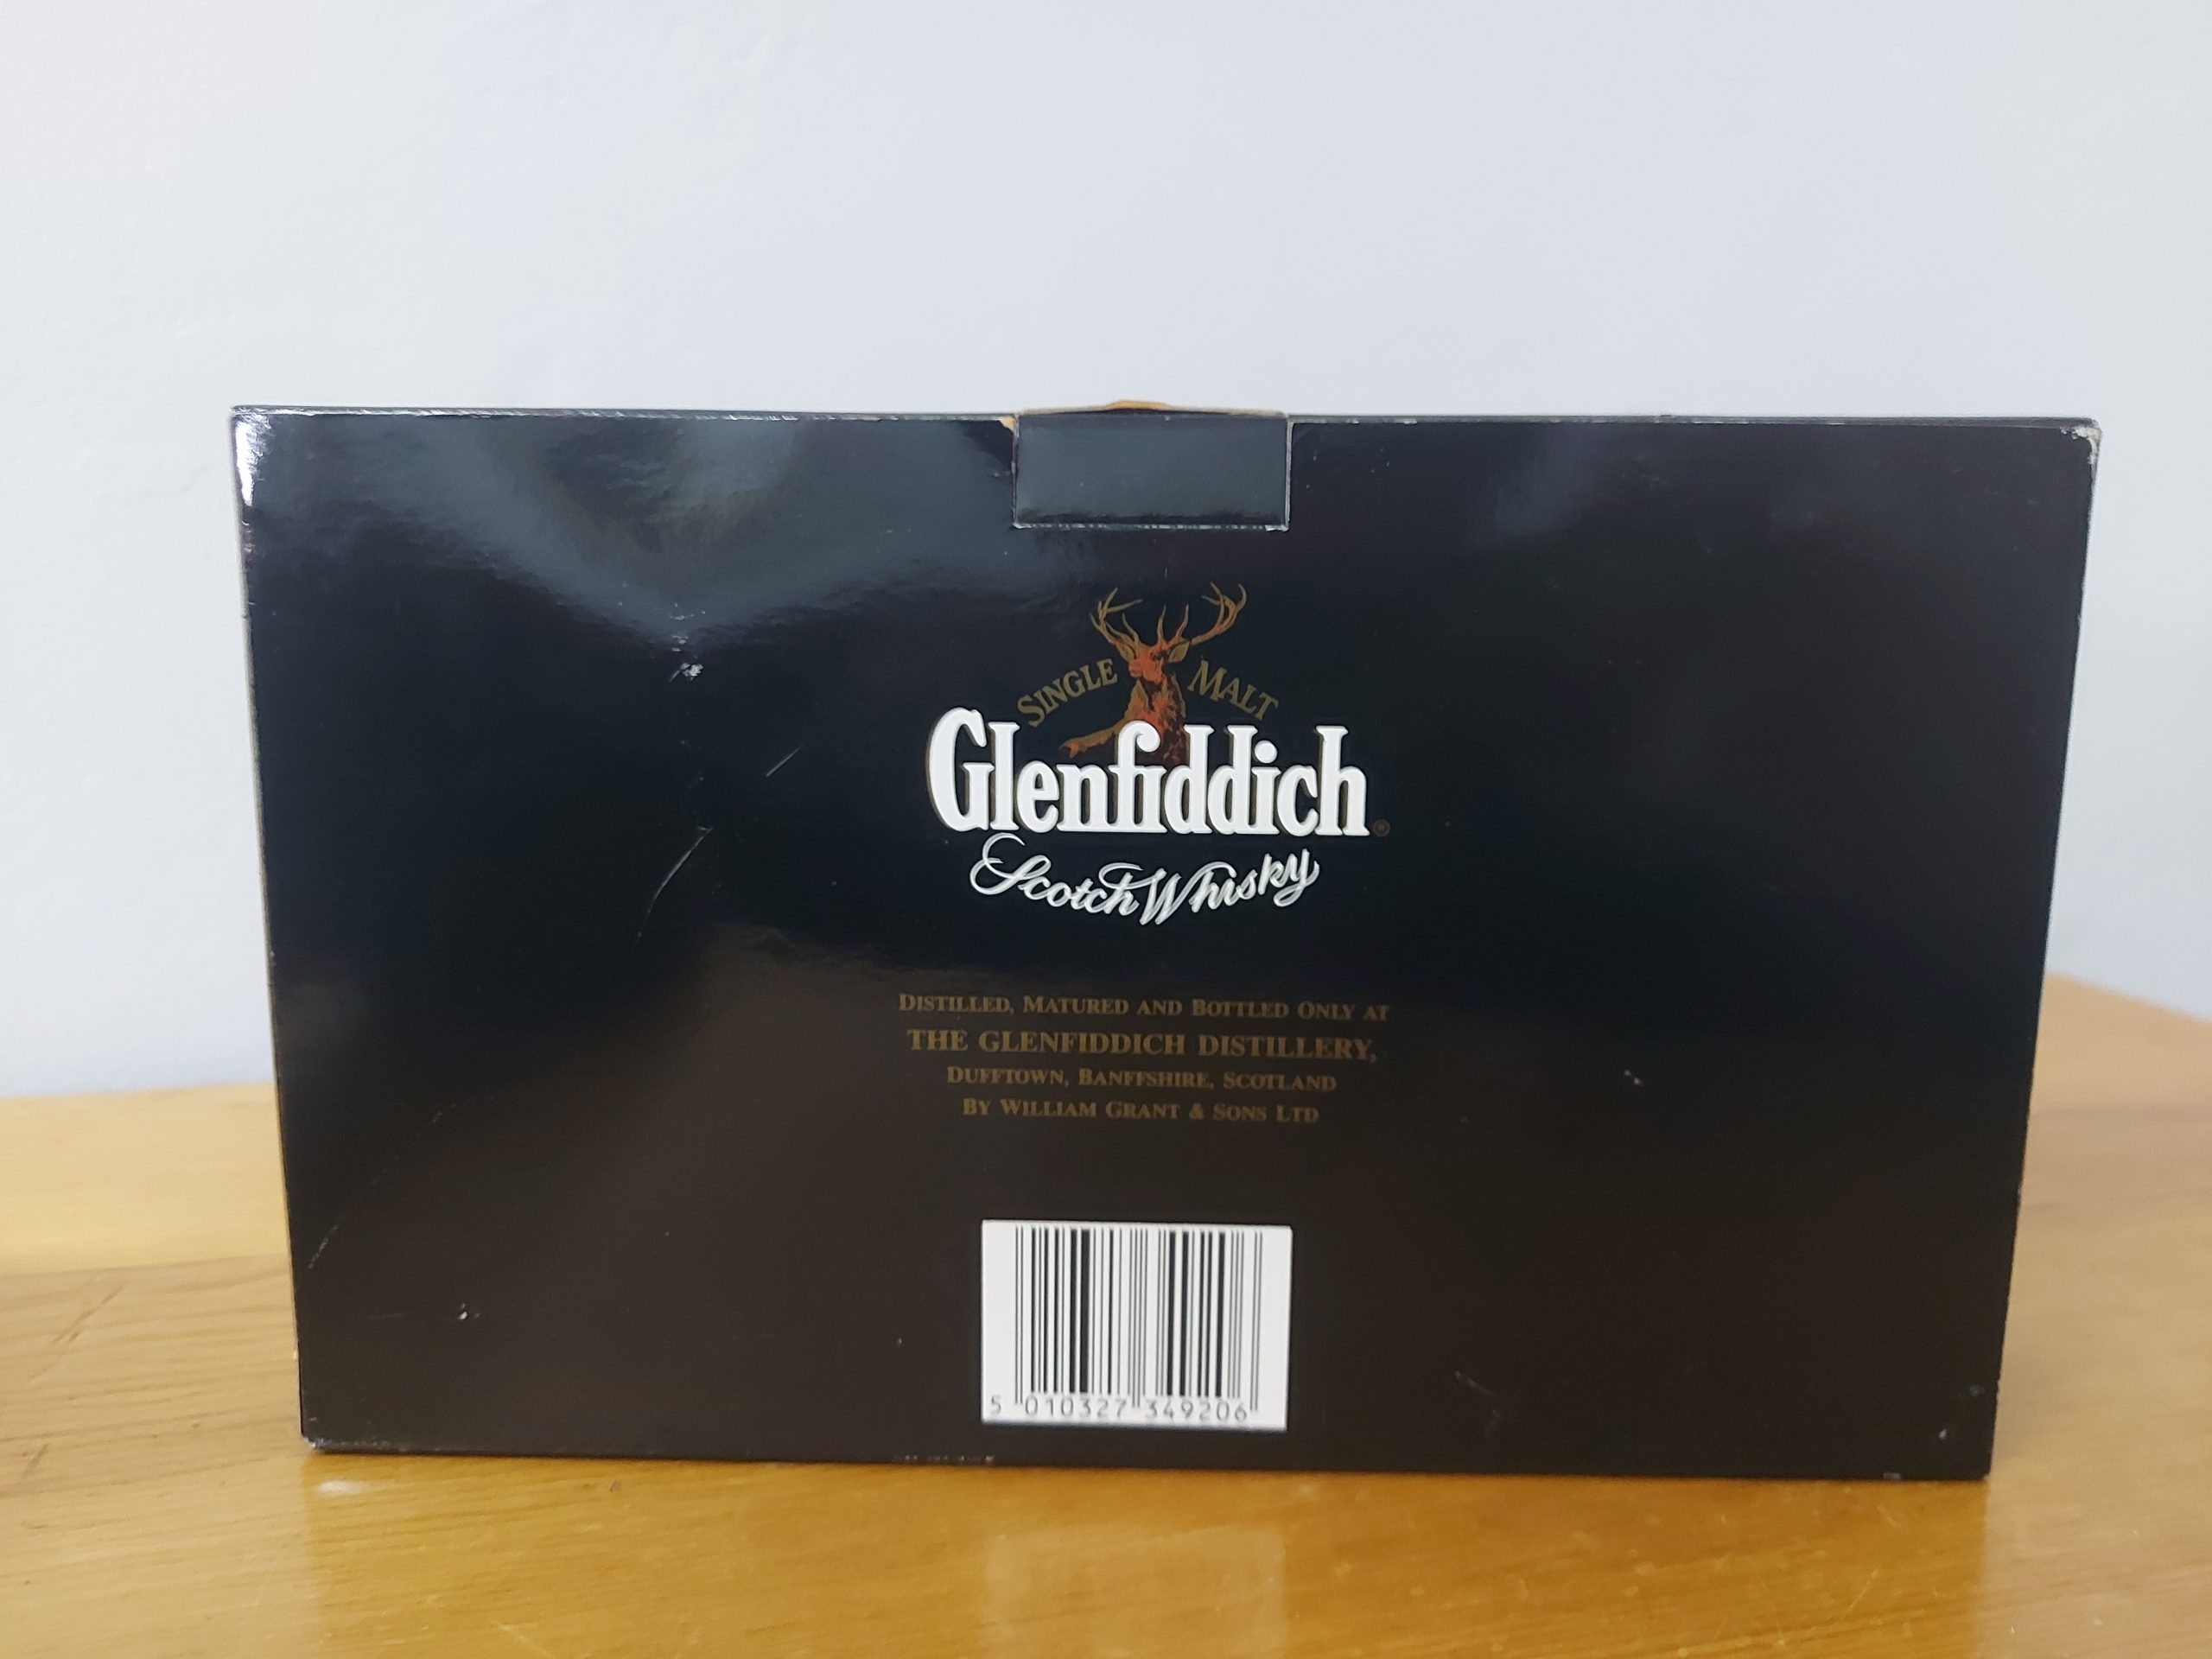 SINGLE MALT
Glenfiddich®
Scotch Whisky
DISTILLED, MATURED AND BOTTLED ONLY AT
THE GLENFIDDICH DISTILLERY,
DUFFTOWN, BANFFSHIRE, SCOTLAND
BY WILLIAM GRANT & SONS LTD
5 010327 349206